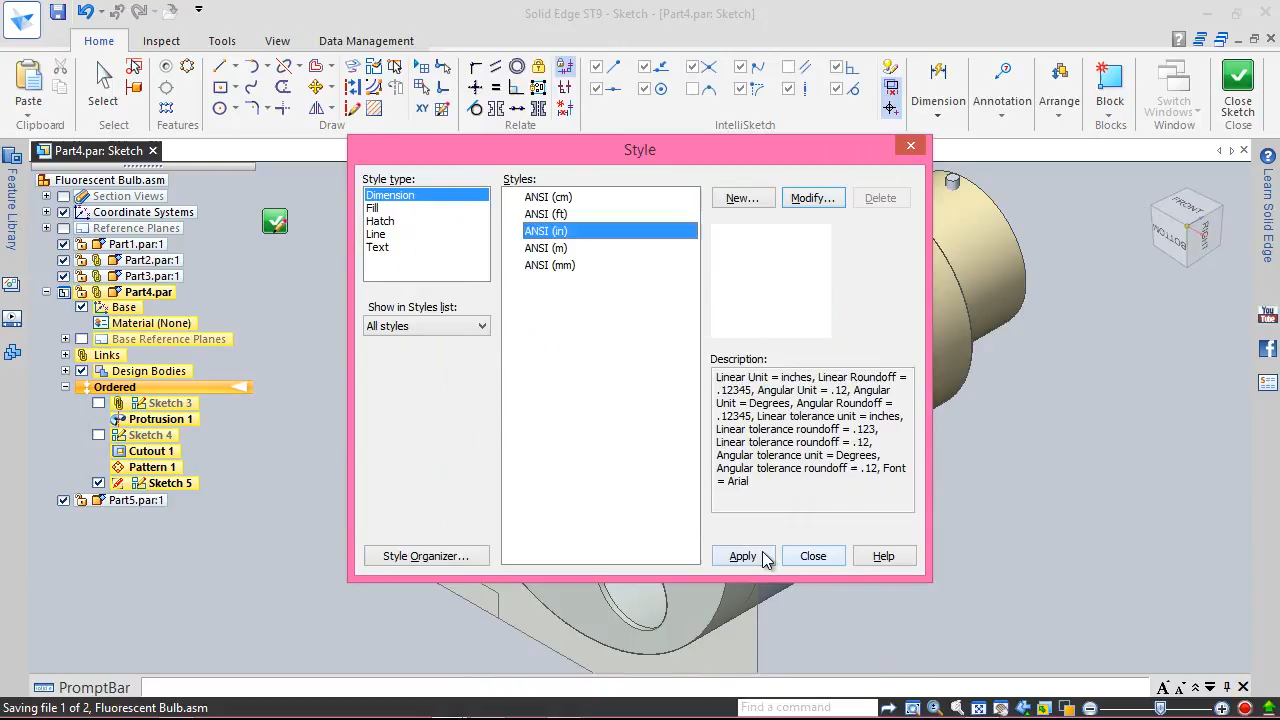 Solid Edge ST9 - Sketch - [Part4.par: Sketch]
Home
Inspect
Tools
View
Data Management
Paste
Select
Dimension
Annotation
Arrange
Block
Switch Windows
Close Sketch
Clipboard
Select
Features
Draw
Relate
IntelliSketch
Blocks
Window
Close
Part4.par: Sketch
Feature Library
Fluorescent Bulb.asm
Section Views
Coordinate Systems
Reference Planes
Part1.par:1
Part2.par:1
Part3.par:1
Part4.par
Base
Material (None)
Base Reference Planes
Links
Design Bodies
Ordered
Sketch 3
Protrusion 1
Sketch 4
Cutout 1
Pattern 1
Sketch 5
Part5.par:1
Style
Style type:
Dimension
Fill
Hatch
Line
Text
Show in Styles list:
All styles
Style Organizer...
Styles:
ANSI (cm)
ANSI (ft)
ANSI (in)
ANSI (m)
ANSI (mm)
New...
Modify...
Delete
Description:
Linear Unit = inches, Linear Roundoff =
.12345, Angular Unit = .12, Angular
Unit = Degrees, Angular Roundoff =
.12345, Linear tolerance unit = inches,
Linear tolerance roundoff = .123,
Linear tolerance roundoff = .12,
Angular tolerance unit = Degrees,
Angular tolerance roundoff = .12, Font
= Arial
Apply
Close
Help
FRONT
BOTTOM
Learn Solid Edge
You Tube
PromptBar
Saving file 1 of 2, Fluorescent Bulb.asm
Find a command